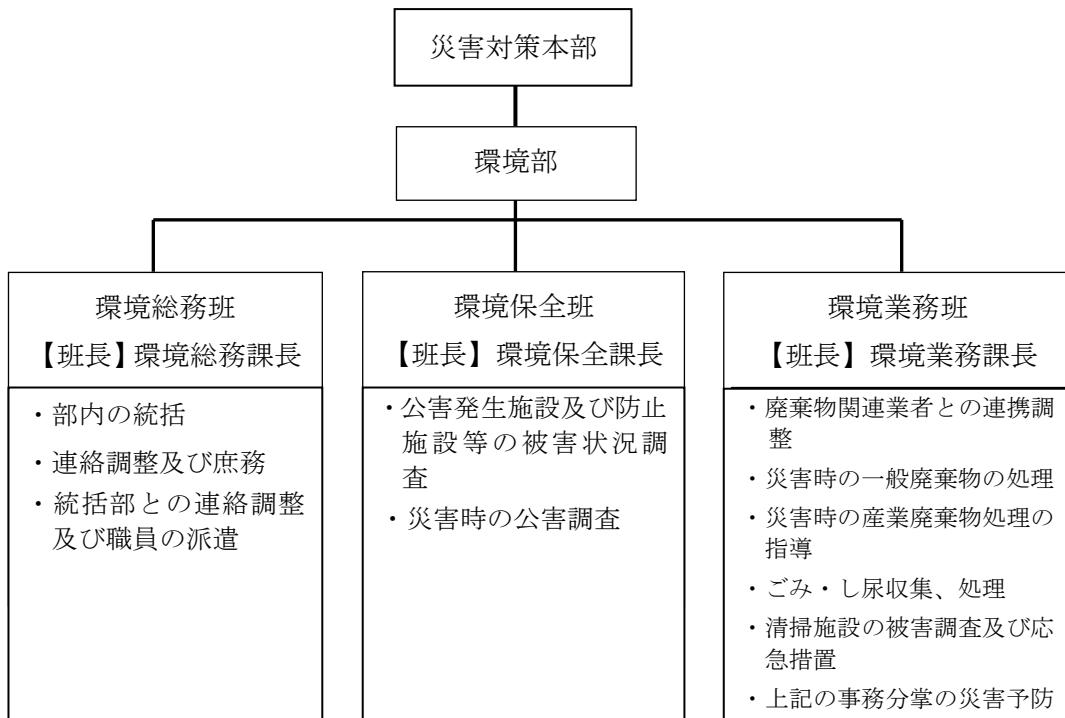 災害対策本部
環境部
環境総務班
【班長】環境総務課長
・部内の統括
・連絡調整及び庶務
・統括部との連絡調整
及び職員の派遣
環境保全班
【班長】環境保全課長
・公害発生施設及び防止
施設等の被害状況調
査
・災害時の公害調査
環境業務班
【班長】環境業務課長
・廃棄物関連業者との連携調
整
・災害時の一般廃棄物の処理
・災害時の産業廃棄物処理の
指導
・ごみ・し尿収集、処理
・清掃施設の被害調査及び応
急措置
・上記の事務分掌の災害予防